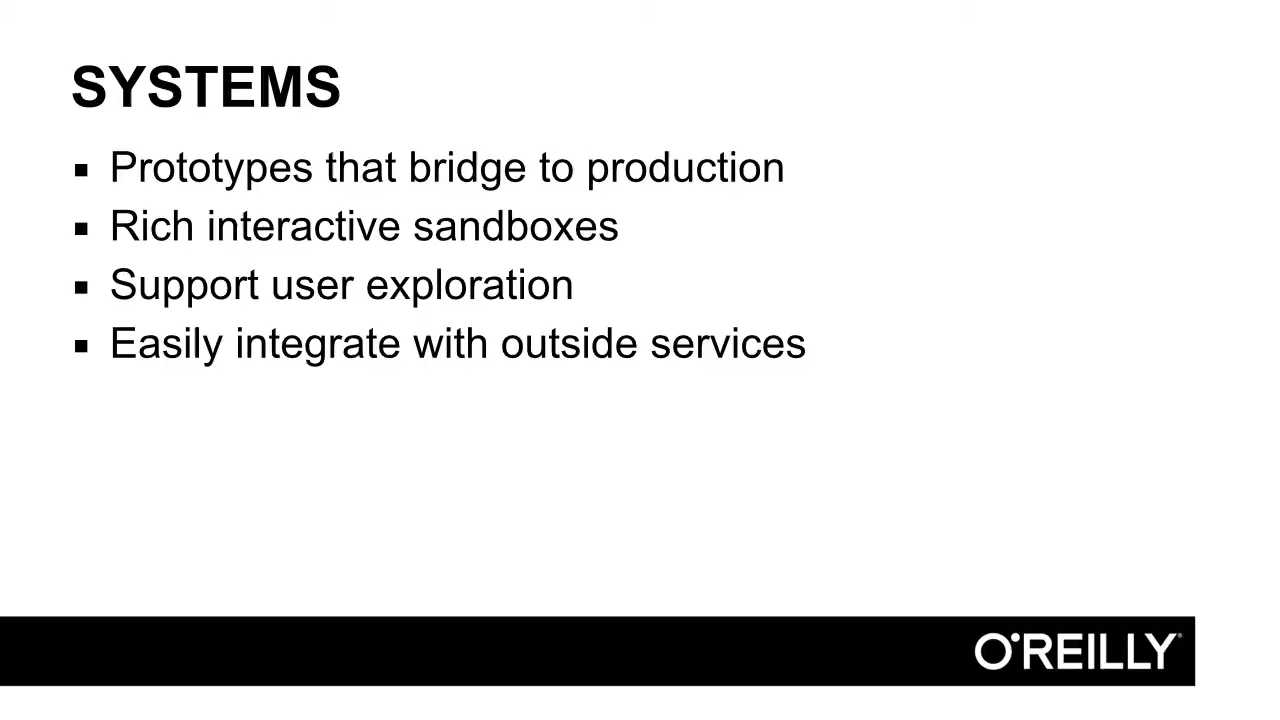 SYSTEMS
▪ Prototypes that bridge to production
▪ Rich interactive sandboxes
▪ Support user exploration
▪ Easily integrate with outside services
O'REILLY®